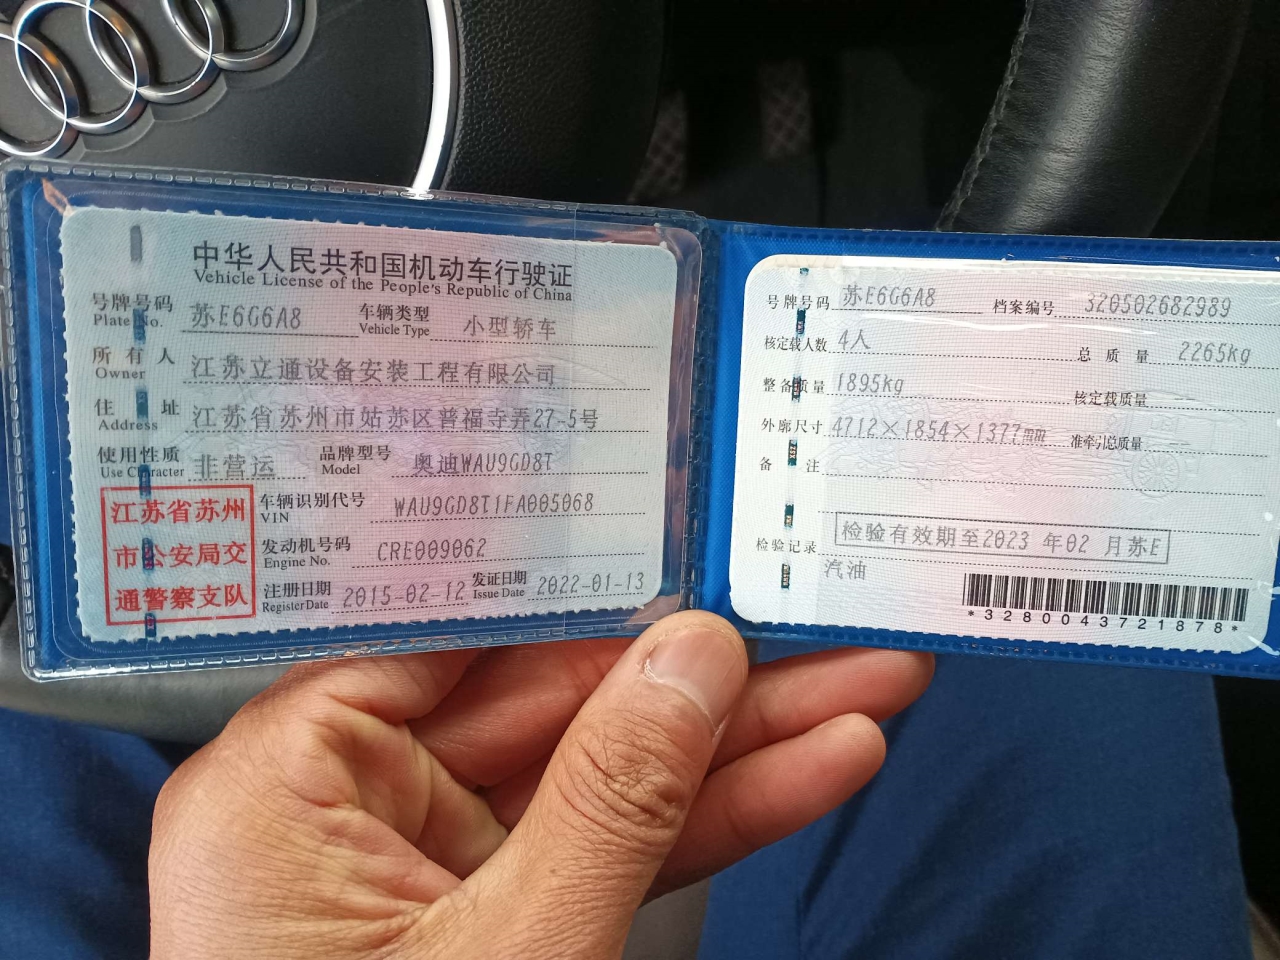 中华人民共和国机动车行驶证
Vehicle License of the People's Republic of China
号牌号码 苏E6G6A8 车辆类型 小型轿车
Plate No. Vehicle Type
所有人 江苏立通设备安装工程有限公司
Owner
住址 江苏省苏州市姑苏区普福寺弄27-5号
Address
使用性质 非营运 品牌型号 奥迪WAU9GD8T
Use Character Model
江苏省苏州
市公安局交
通警察支队
车辆识别代号 WAU9GD8T1FA005068
VIN
发动机号码 CRE009062
Engine No.
注册日期 2015-02-12 发证日期 2022-01-13
Register Date Issue Date
号牌号码 苏E6G6A8 档案编号 320502682989
核定载人数 4人 总质量 2265kg
整备质量 1895kg 核定载质量
外廓尺寸 4712×1854×1377mm 准牵引总质量
备注
检验有效期至2023 年02 月苏E
检验记录
汽油
*3280043721878*